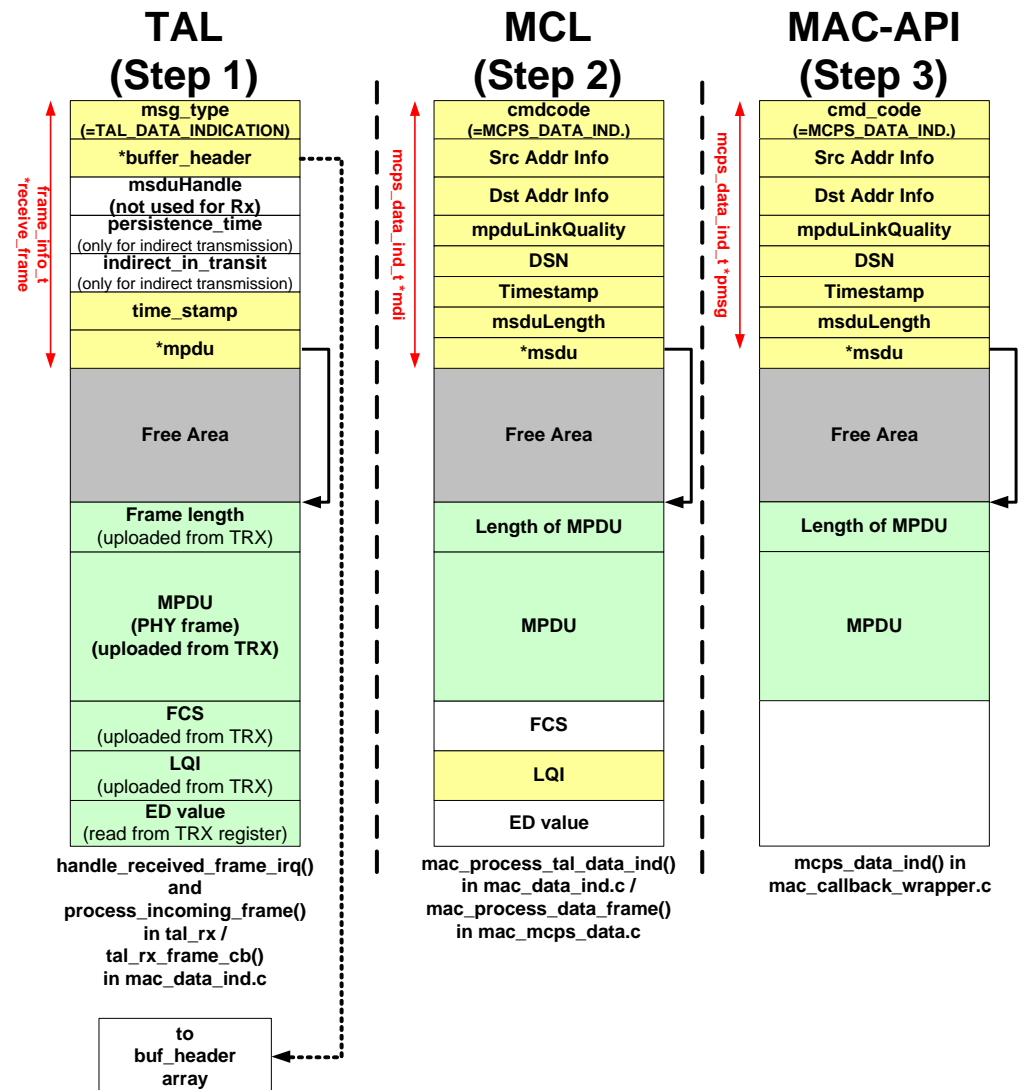 TAL
(Step 1)
msg_type
(=TAL_DATA_INDICATION)
*buffer_header
msduHandle
(not used for Rx)
persistence_time
(only for indirect transmission)
indirect_in_transit
(only for indirect transmission)
time_stamp
*mpdu
frame_info_t
*receive_frame
Free Area
Frame length
(uploaded from TRX)
MPDU
(PHY frame)
(uploaded from TRX)
FCS
(uploaded from TRX)
LQI
(uploaded from TRX)
ED value
(read from TRX register)
handle_received_frame_irq()
and
process_incoming_frame()
in tal_rx /
tal_rx_frame_cb()
in mac_data_ind.c
to
buf_header
array
MCL
(Step 2)
cmdcode
(=MCPS_DATA_IND.)
Src Addr Info
Dst Addr Info
mpduLinkQuality
DSN
Timestamp
msduLength
*msdu
mcps_data_ind_t *mdi
Free Area
Length of MPDU
MPDU
FCS
LQI
ED value
mac_process_tal_data_ind()
in mac_data_ind.c /
mac_process_data_frame()
in mac_mcps_data.c
MAC-API
(Step 3)
cmd_code
(=MCPS_DATA_IND.)
Src Addr Info
Dst Addr Info
mpduLinkQuality
DSN
Timestamp
msduLength
*msdu
mcps_data_ind_t *pmsg
Free Area
Length of MPDU
MPDU
mcps_data_ind() in
mac_callback_wrapper.c